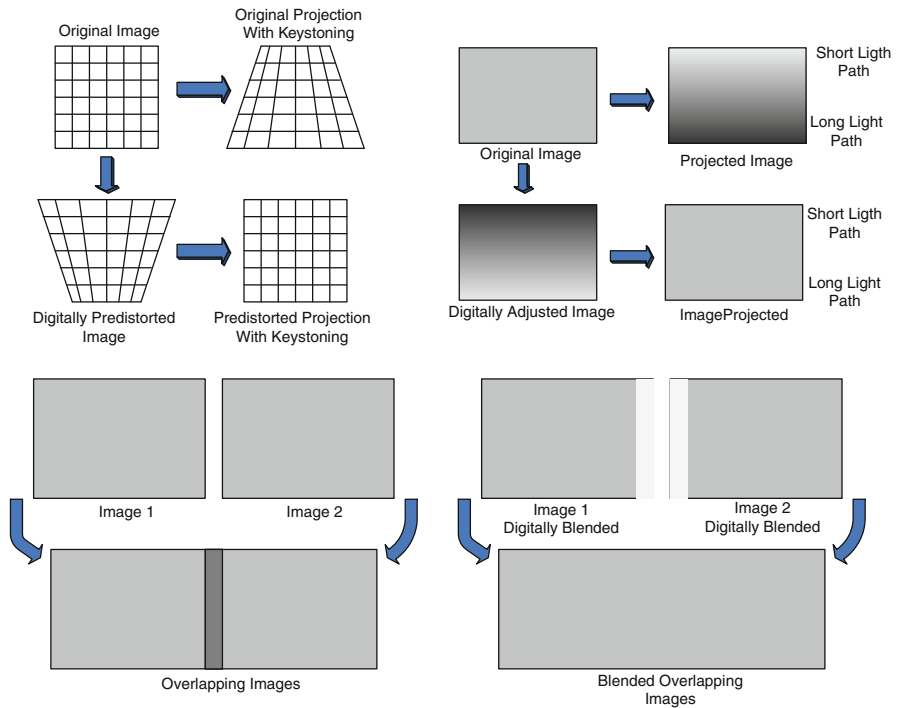 Original Image
Original Projection
With Keystoning
Digitally Predistorted
Image
Predistorted Projection
With Keystoning
Original Image
Projected Image
Short Ligth
Path
Long Light
Path
Digitally Adjusted Image
ImageProjected
Short Ligth
Path
Long Light
Path
Image 1
Image 2
Overlapping Images
Image 1
Digitally Blended
Image 2
Digitally Blended
Blended Overlapping
Images